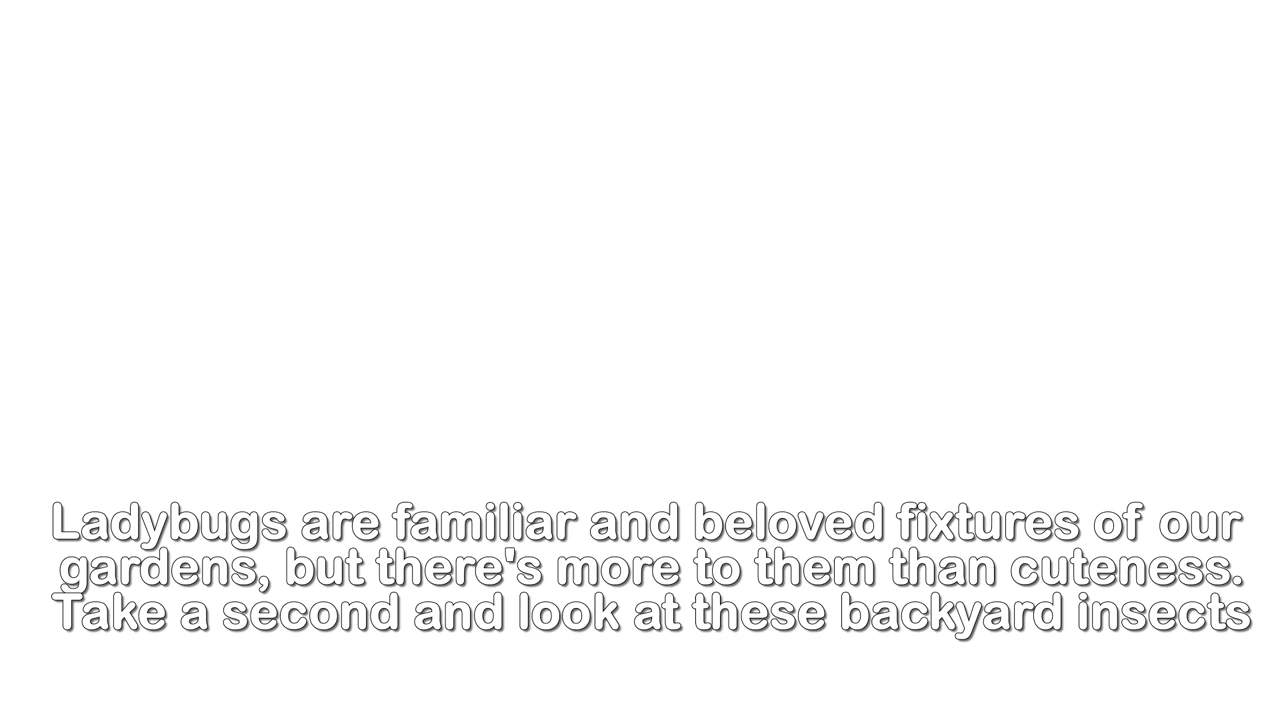 Ladybugs are familiar and beloved fixtures of our
gardens, but there's more to them than cuteness.
Take a second and look at these backyard insects